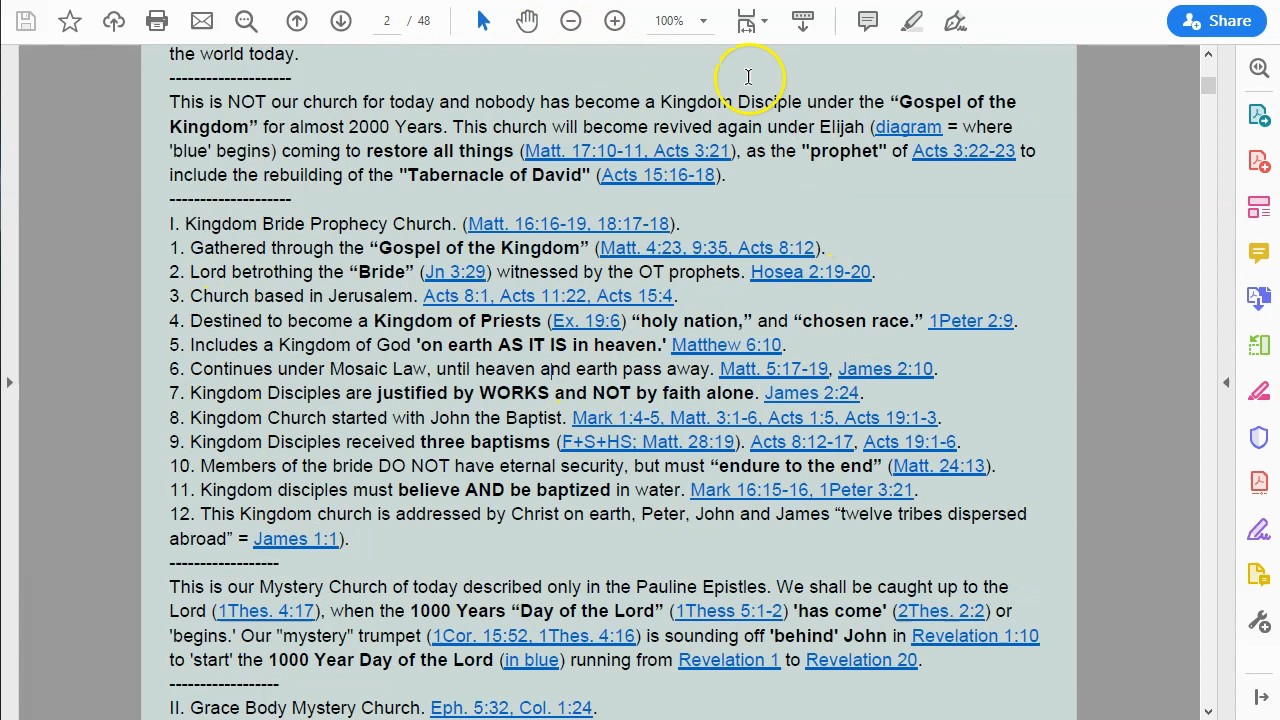 2 / 48
100%
Share
the world today.
-------------------
This is NOT our church for today and nobody has become a Kingdom Disciple under the “Gospel of the
Kingdom” for almost 2000 Years. This church will become revived again under Elijah (diagram = where
'blue' begins) coming to restore all things (Matt. 17:10-11, Acts 3:21), as the "prophet" of Acts 3:22-23 to
include the rebuilding of the "Tabernacle of David" (Acts 15:16-18).
-------------------
I. Kingdom Bride Prophecy Church. (Matt. 16:16-19, 18:17-18).
1. Gathered through the “Gospel of the Kingdom” (Matt. 4:23, 9:35, Acts 8:12).
2. Lord betrothing the “Bride” (Jn 3:29) witnessed by the OT prophets. Hosea 2:19-20.
3. Church based in Jerusalem. Acts 8:1, Acts 11:22, Acts 15:4.
4. Destined to become a Kingdom of Priests (Ex. 19:6) “holy nation,” and “chosen race.” 1Peter 2:9.
5. Includes a Kingdom of God 'on earth AS IT IS in heaven.' Matthew 6:10.
6. Continues under Mosaic Law, until heaven and earth pass away. Matt. 5:17-19, James 2:10.
7. Kingdom Disciples are justified by WORKS and NOT by faith alone. James 2:24.
8. Kingdom Church started with John the Baptist. Mark 1:4-5, Matt. 3:1-6, Acts 1:5, Acts 19:1-3.
9. Kingdom Disciples received three baptisms (F+S+HS; Matt. 28:19). Acts 8:12-17, Acts 19:1-6.
10. Members of the bride DO NOT have eternal security, but must “endure to the end” (Matt. 24:13).
11. Kingdom disciples must believe AND be baptized in water. Mark 16:15-16, 1Peter 3:21.
12. This Kingdom church is addressed by Christ on earth, Peter, John and James “twelve tribes dispersed
abroad” = James 1:1).
-----------------
This is our Mystery Church of today described only in the Pauline Epistles. We shall be caught up to the
Lord (1Thes. 4:17), when the 1000 Years “Day of the Lord” (1Thess 5:1-2) 'has come' (2Thes. 2:2) or
'begins.' Our "mystery" trumpet (1Cor. 15:52, 1Thes. 4:16) is sounding off 'behind' John in Revelation 1:10
to 'start' the 1000 Year Day of the Lord (in blue) running from Revelation 1 to Revelation 20.
-----------------
II. Grace Body Mystery Church. Eph. 5:32, Col. 1:24.